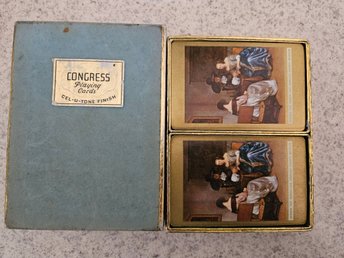 CONGRESS
Playing
Cards
CEL-U-TONE FINISH